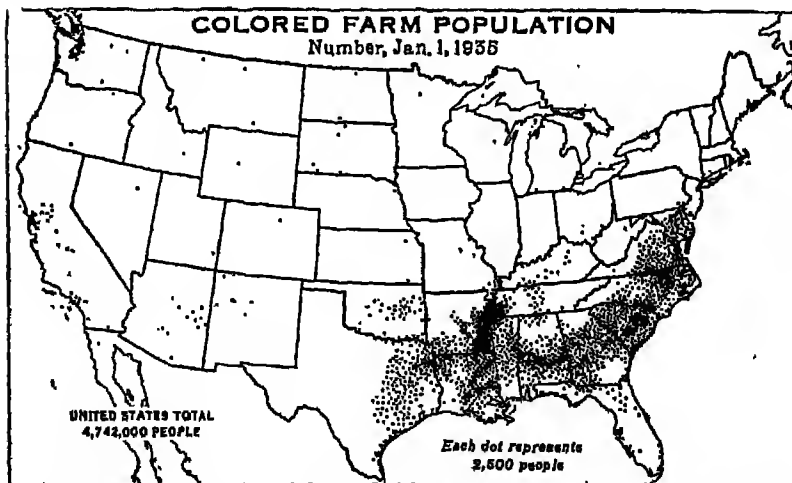 COLORED FARM POPULATION
Number, Jan. 1, 1935
UNITED STATES TOTAL
4,742,000 PEOPLE
Each dot represents
2,500 people